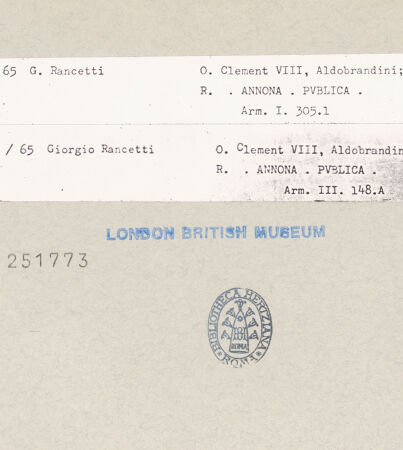 65 G. Rancetti O. Clement VIII, Aldobrandini;
R. . ANNONA . PVBLICA .
Arm. I. 305.1
/ 65 Giorgio Rancetti O. Clement VIII, Aldobrandin
R. . ANNONA . PVBLICA .
Arm. III. 148.A
LONDON BRITISH MUSEUM
251773
BIBLIOTHECA HERTZIANA
ROMA
ROMA